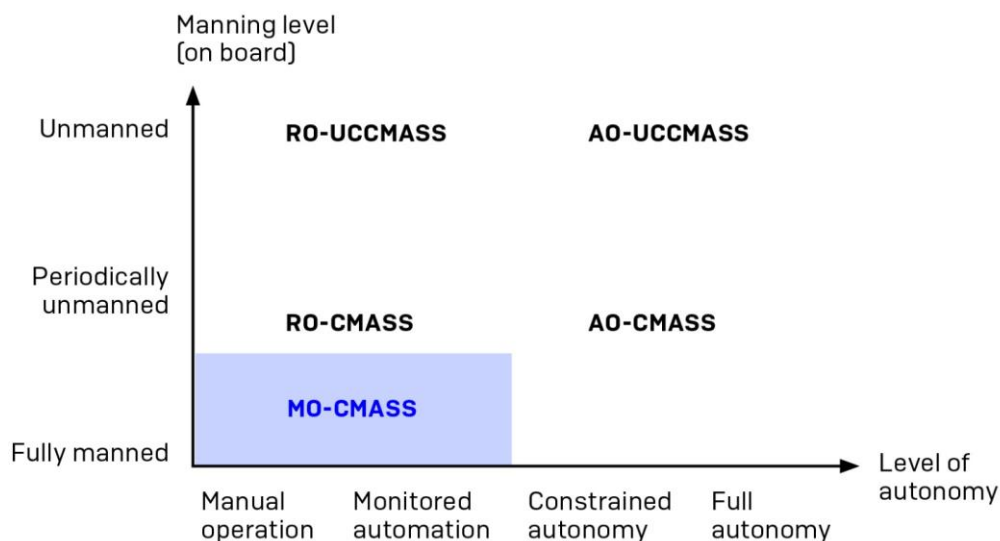 Manning level
(on board)
Unmanned
RO-UCCMASS
AO-UCCMASS
Periodically
unmanned
RO-CMASS
AO-CMASS
MO-CMASS
Fully manned
Level of
autonomy
Manual
operation
Monitored
automation
Constrained
autonomy
Full
autonomy